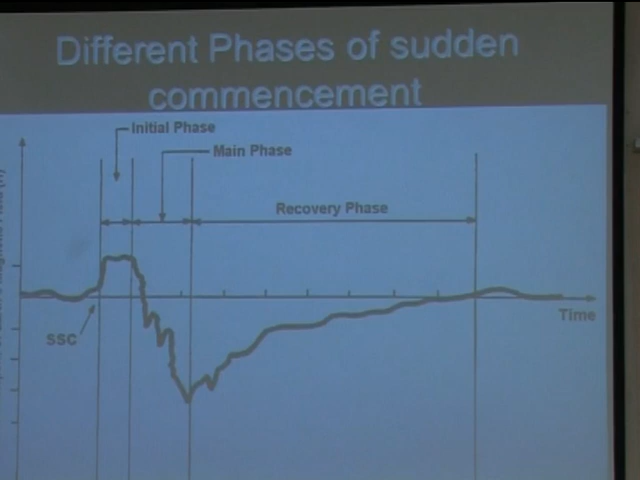 Different Phases of sudden
commencement
Initial Phase
Main Phase
Recovery Phase
Time
SSC